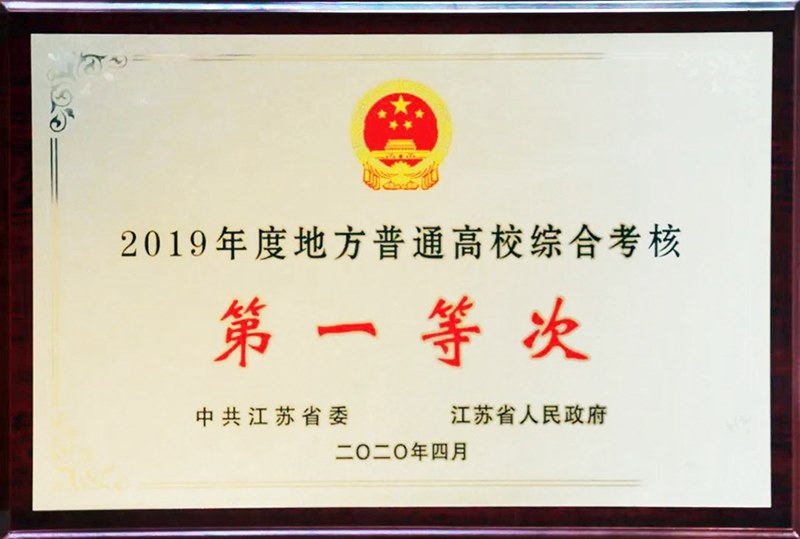 2019年度地方普通高校综合考核
第一等次
中共江苏省委 江苏省人民政府
二〇二〇年四月